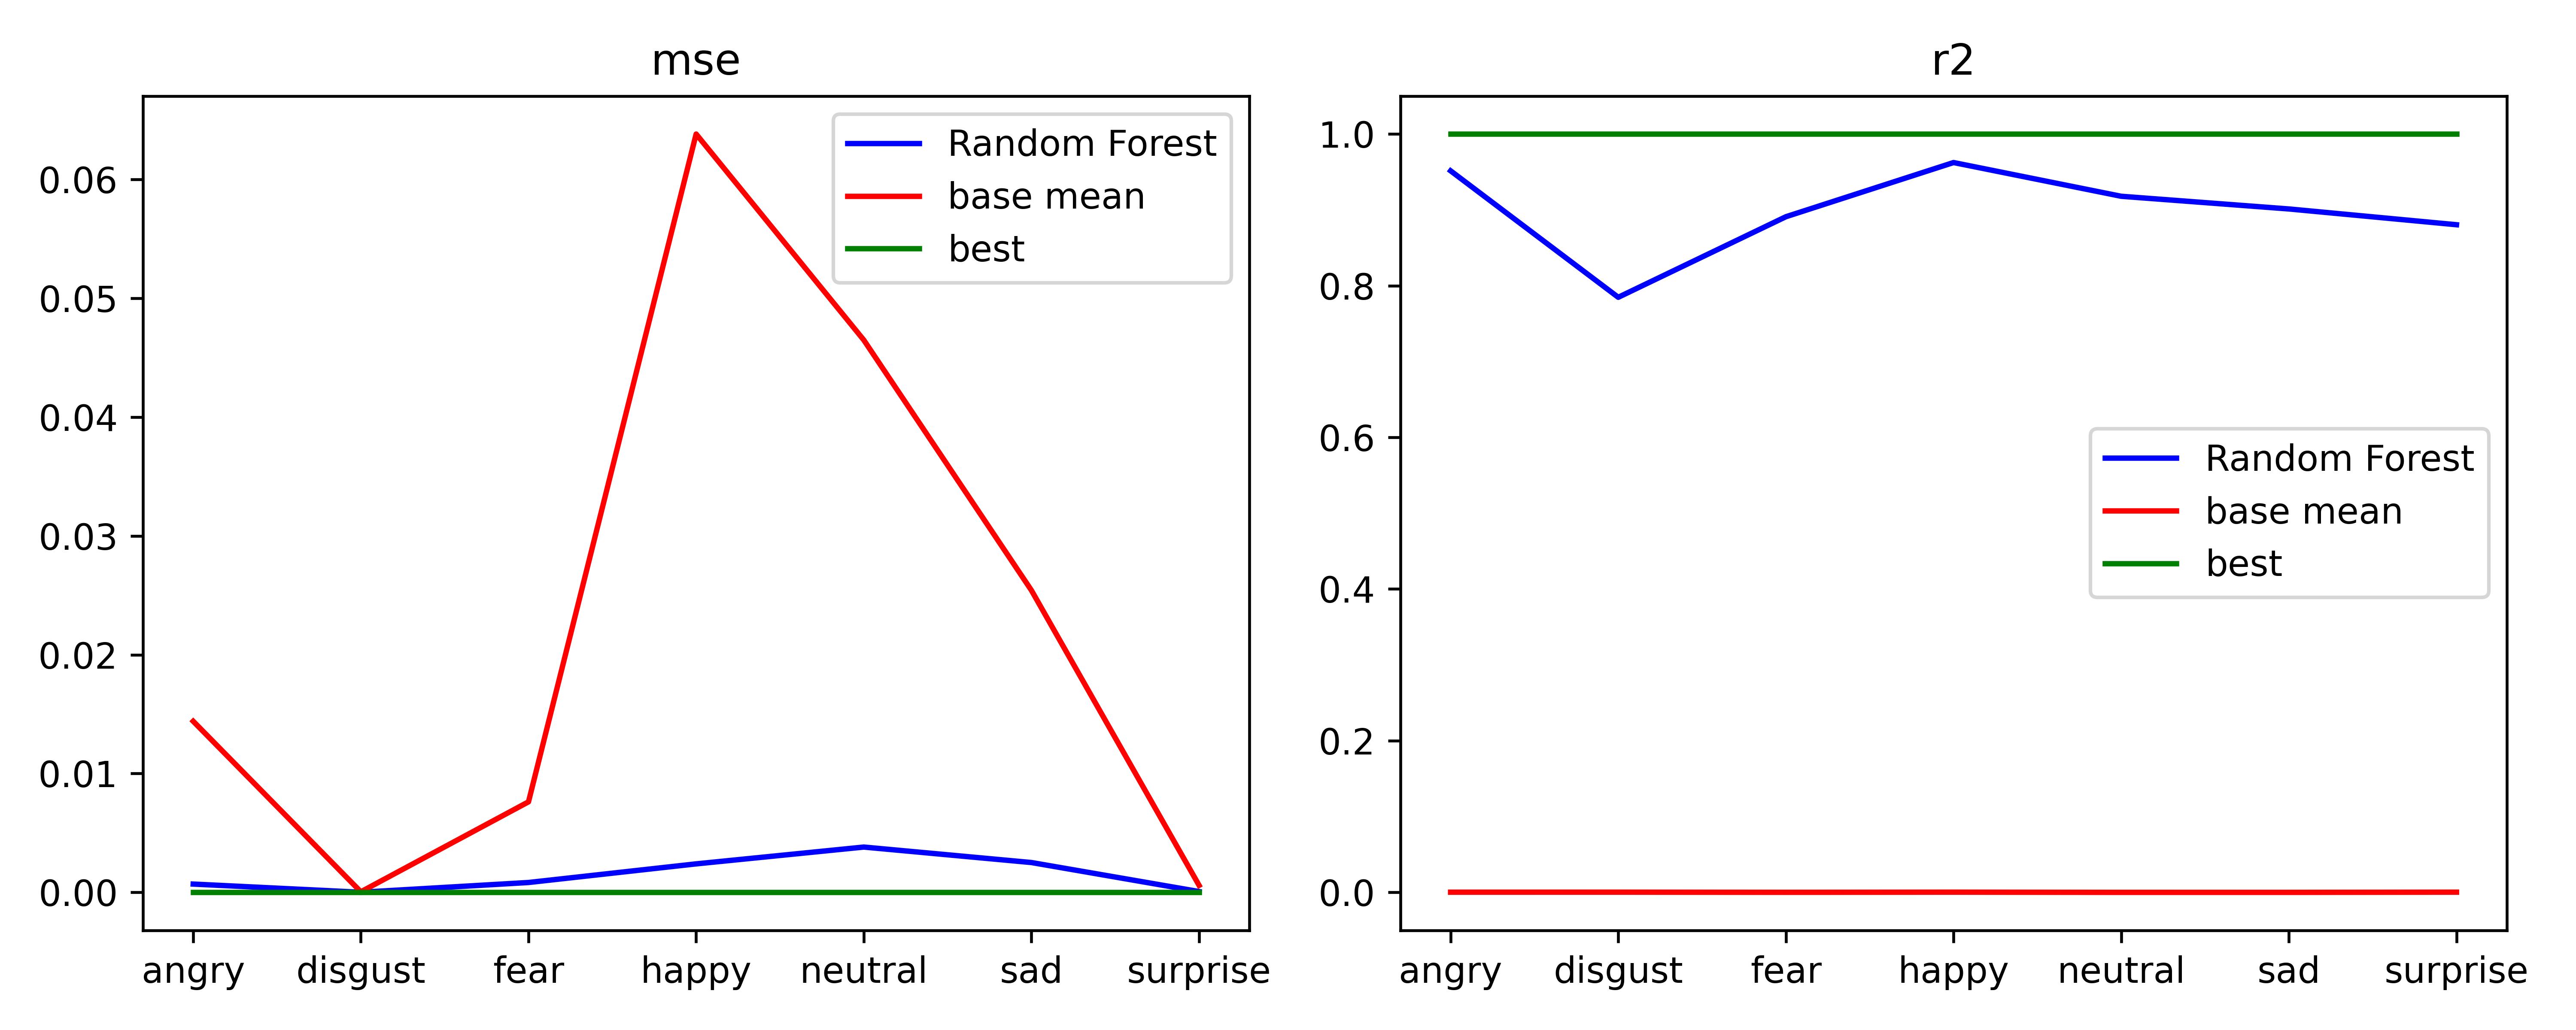 mse
Random Forest
base mean
best
0.06
0.05
0.04
0.03
0.02
0.01
0.00
angry disgust fear happy neutral sad surprise
r2
1.0
0.8
0.6
0.4
0.2
0.0
Random Forest
base mean
best
angry disgust fear happy neutral sad surprise